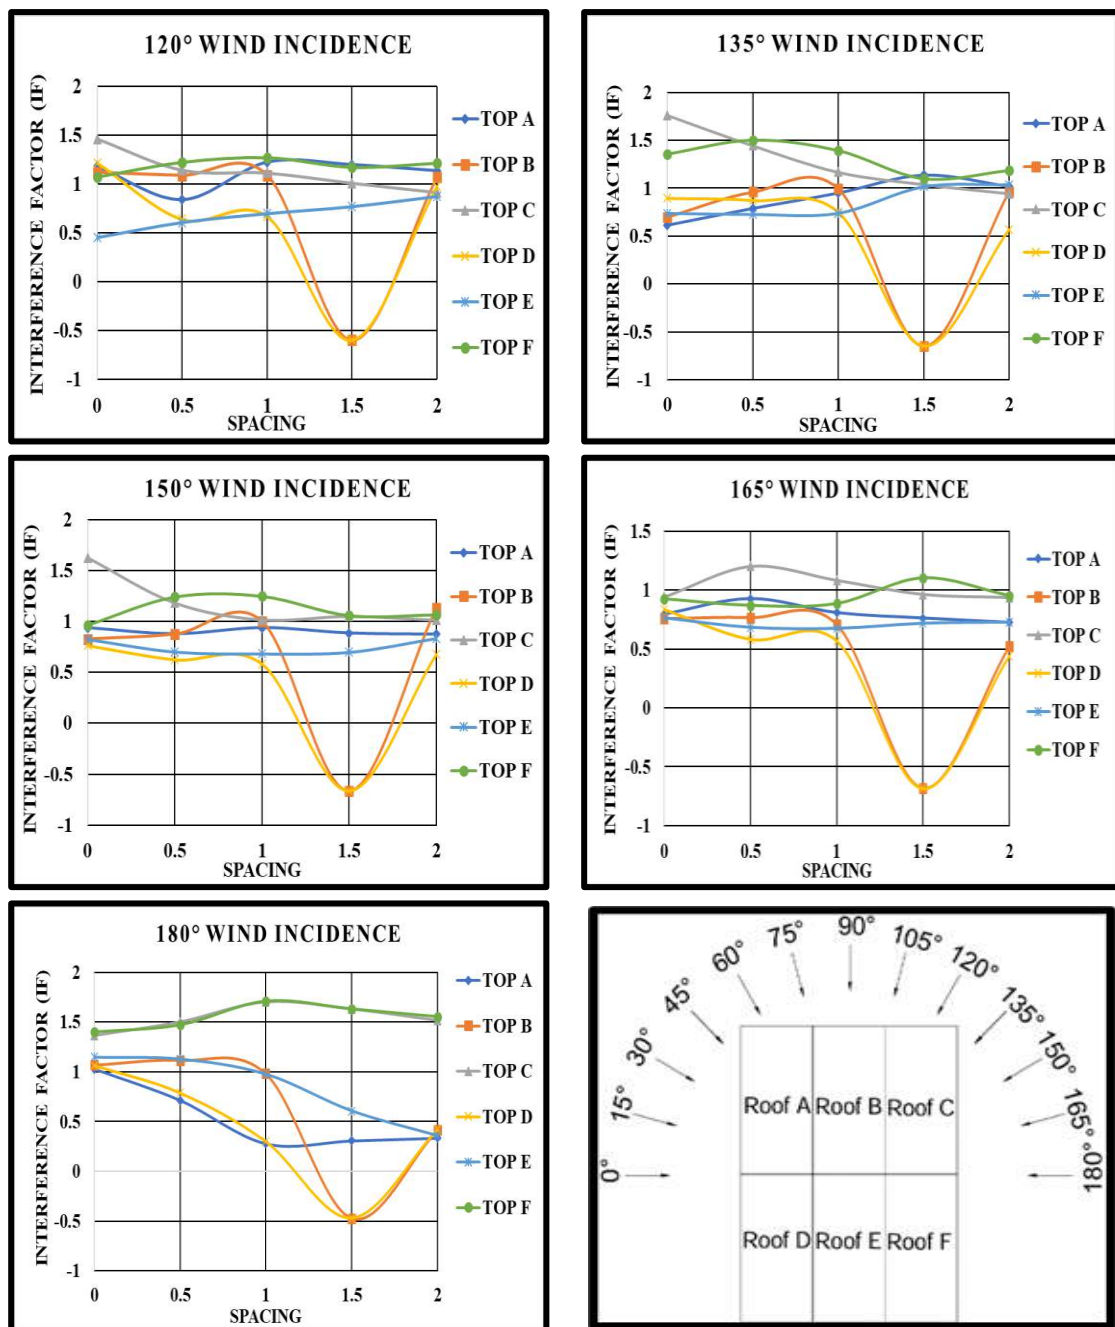 120° WIND INCIDENCE
INTERFERENCE FACTOR (IF)
2
1.5
1
0.5
0
-0.5
-1
0 0.5 1 1.5 2
SPACING
TOP A
TOP B
TOP C
TOP D
TOP E
TOP F
135° WIND INCIDENCE
INTERFERENCE FACTOR (IF)
2
1.5
1
0.5
0
-0.5
-1
0 0.5 1 1.5 2
SPACING
TOP A
TOP B
TOP C
TOP D
TOP E
TOP F
150° WIND INCIDENCE
INTERFERENCE FACTOR (IF)
2
1.5
1
0.5
0
-0.5
-1
0 0.5 1 1.5 2
SPACING
TOP A
TOP B
TOP C
TOP D
TOP E
TOP F
165° WIND INCIDENCE
INTERFERENCE FACTOR (IF)
1.5
1
0.5
0
-0.5
-1
0 0.5 1 1.5 2
SPACING
TOP A
TOP B
TOP C
TOP D
TOP E
TOP F
180° WIND INCIDENCE
INTERFERENCE FACTOR (IF)
2
1.5
1
0.5
0
-0.5
-1
0 0.5 1 1.5 2
SPACING
TOP A
TOP B
TOP C
TOP D
TOP E
TOP F
0°
15°
30°
45°
60°
75°
90°
105°
120°
135°
150°
165°
180°
Roof A Roof B Roof C
Roof D Roof E Roof F